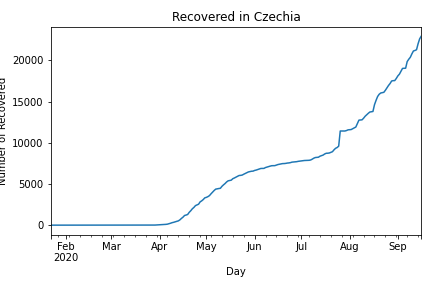 Recovered in Czechia
Number of Recovered
20000
15000
10000
5000
0
Feb Mar Apr May Jun Jul Aug Sep
2020
Day